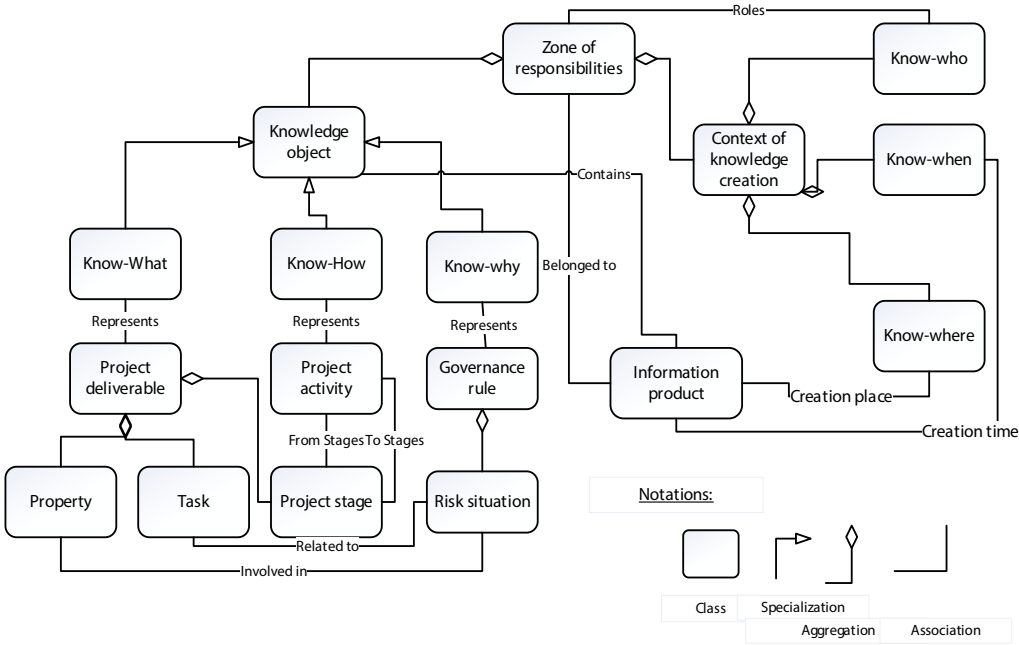 Roles
Zone of
responsibilities
Know-who
Knowledge
object
Context of
knowledge
creation
Know-when
Contains
Know-What
Know-How
Know-why
Belonged to
Represents
Represents
Represents
Know-where
Project
deliverable
Project
activity
Governance
rule
Information
product
Creation place
Creation time
From Stages
To Stages
Property
Task
Project stage
Risk situation
Related to
Involved in
Notations:
Class
Specialization
Aggregation
Association